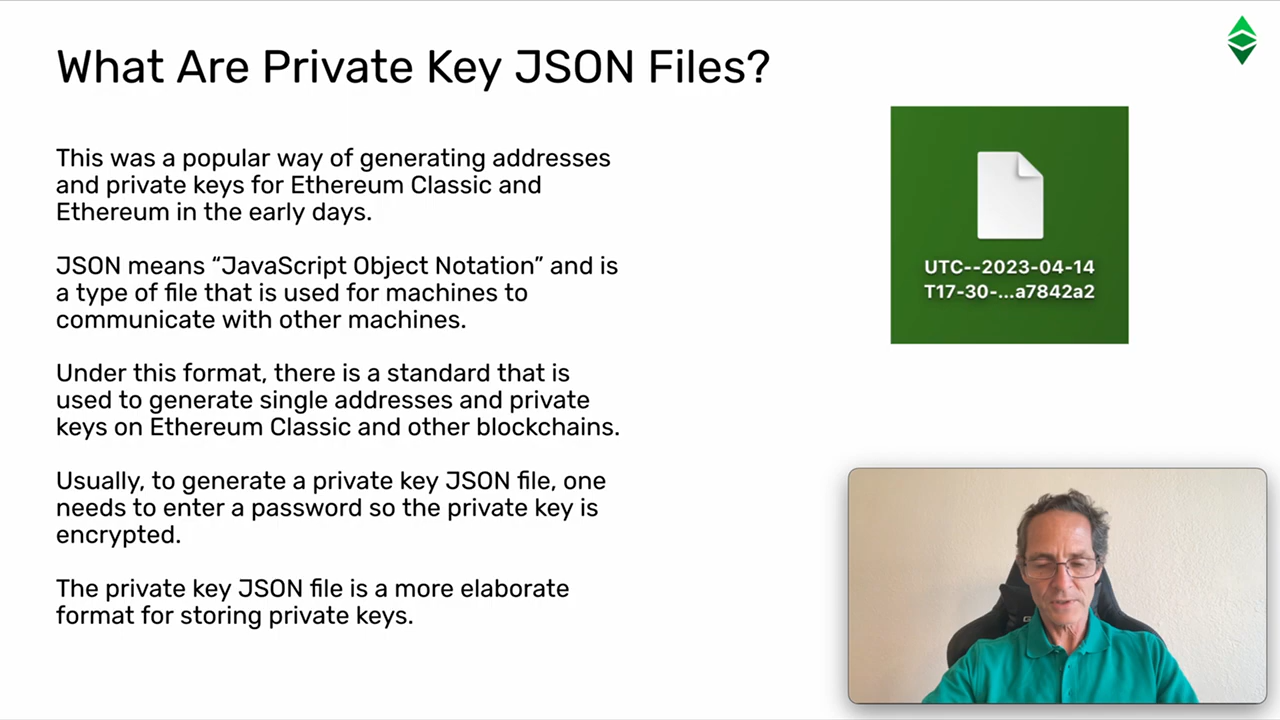 What Are Private Key JSON Files?
This was a popular way of generating addresses
and private keys for Ethereum Classic and
Ethereum in the early days.
JSON means “JavaScript Object Notation” and is
a type of file that is used for machines to
communicate with other machines.
Under this format, there is a standard that is
used to generate single addresses and private
keys on Ethereum Classic and other blockchains.
Usually, to generate a private key JSON file, one
needs to enter a password so the private key is
encrypted.
The private key JSON file is a more elaborate
format for storing private keys.
UTC--2023-04-14
T17-30-...a7842a2